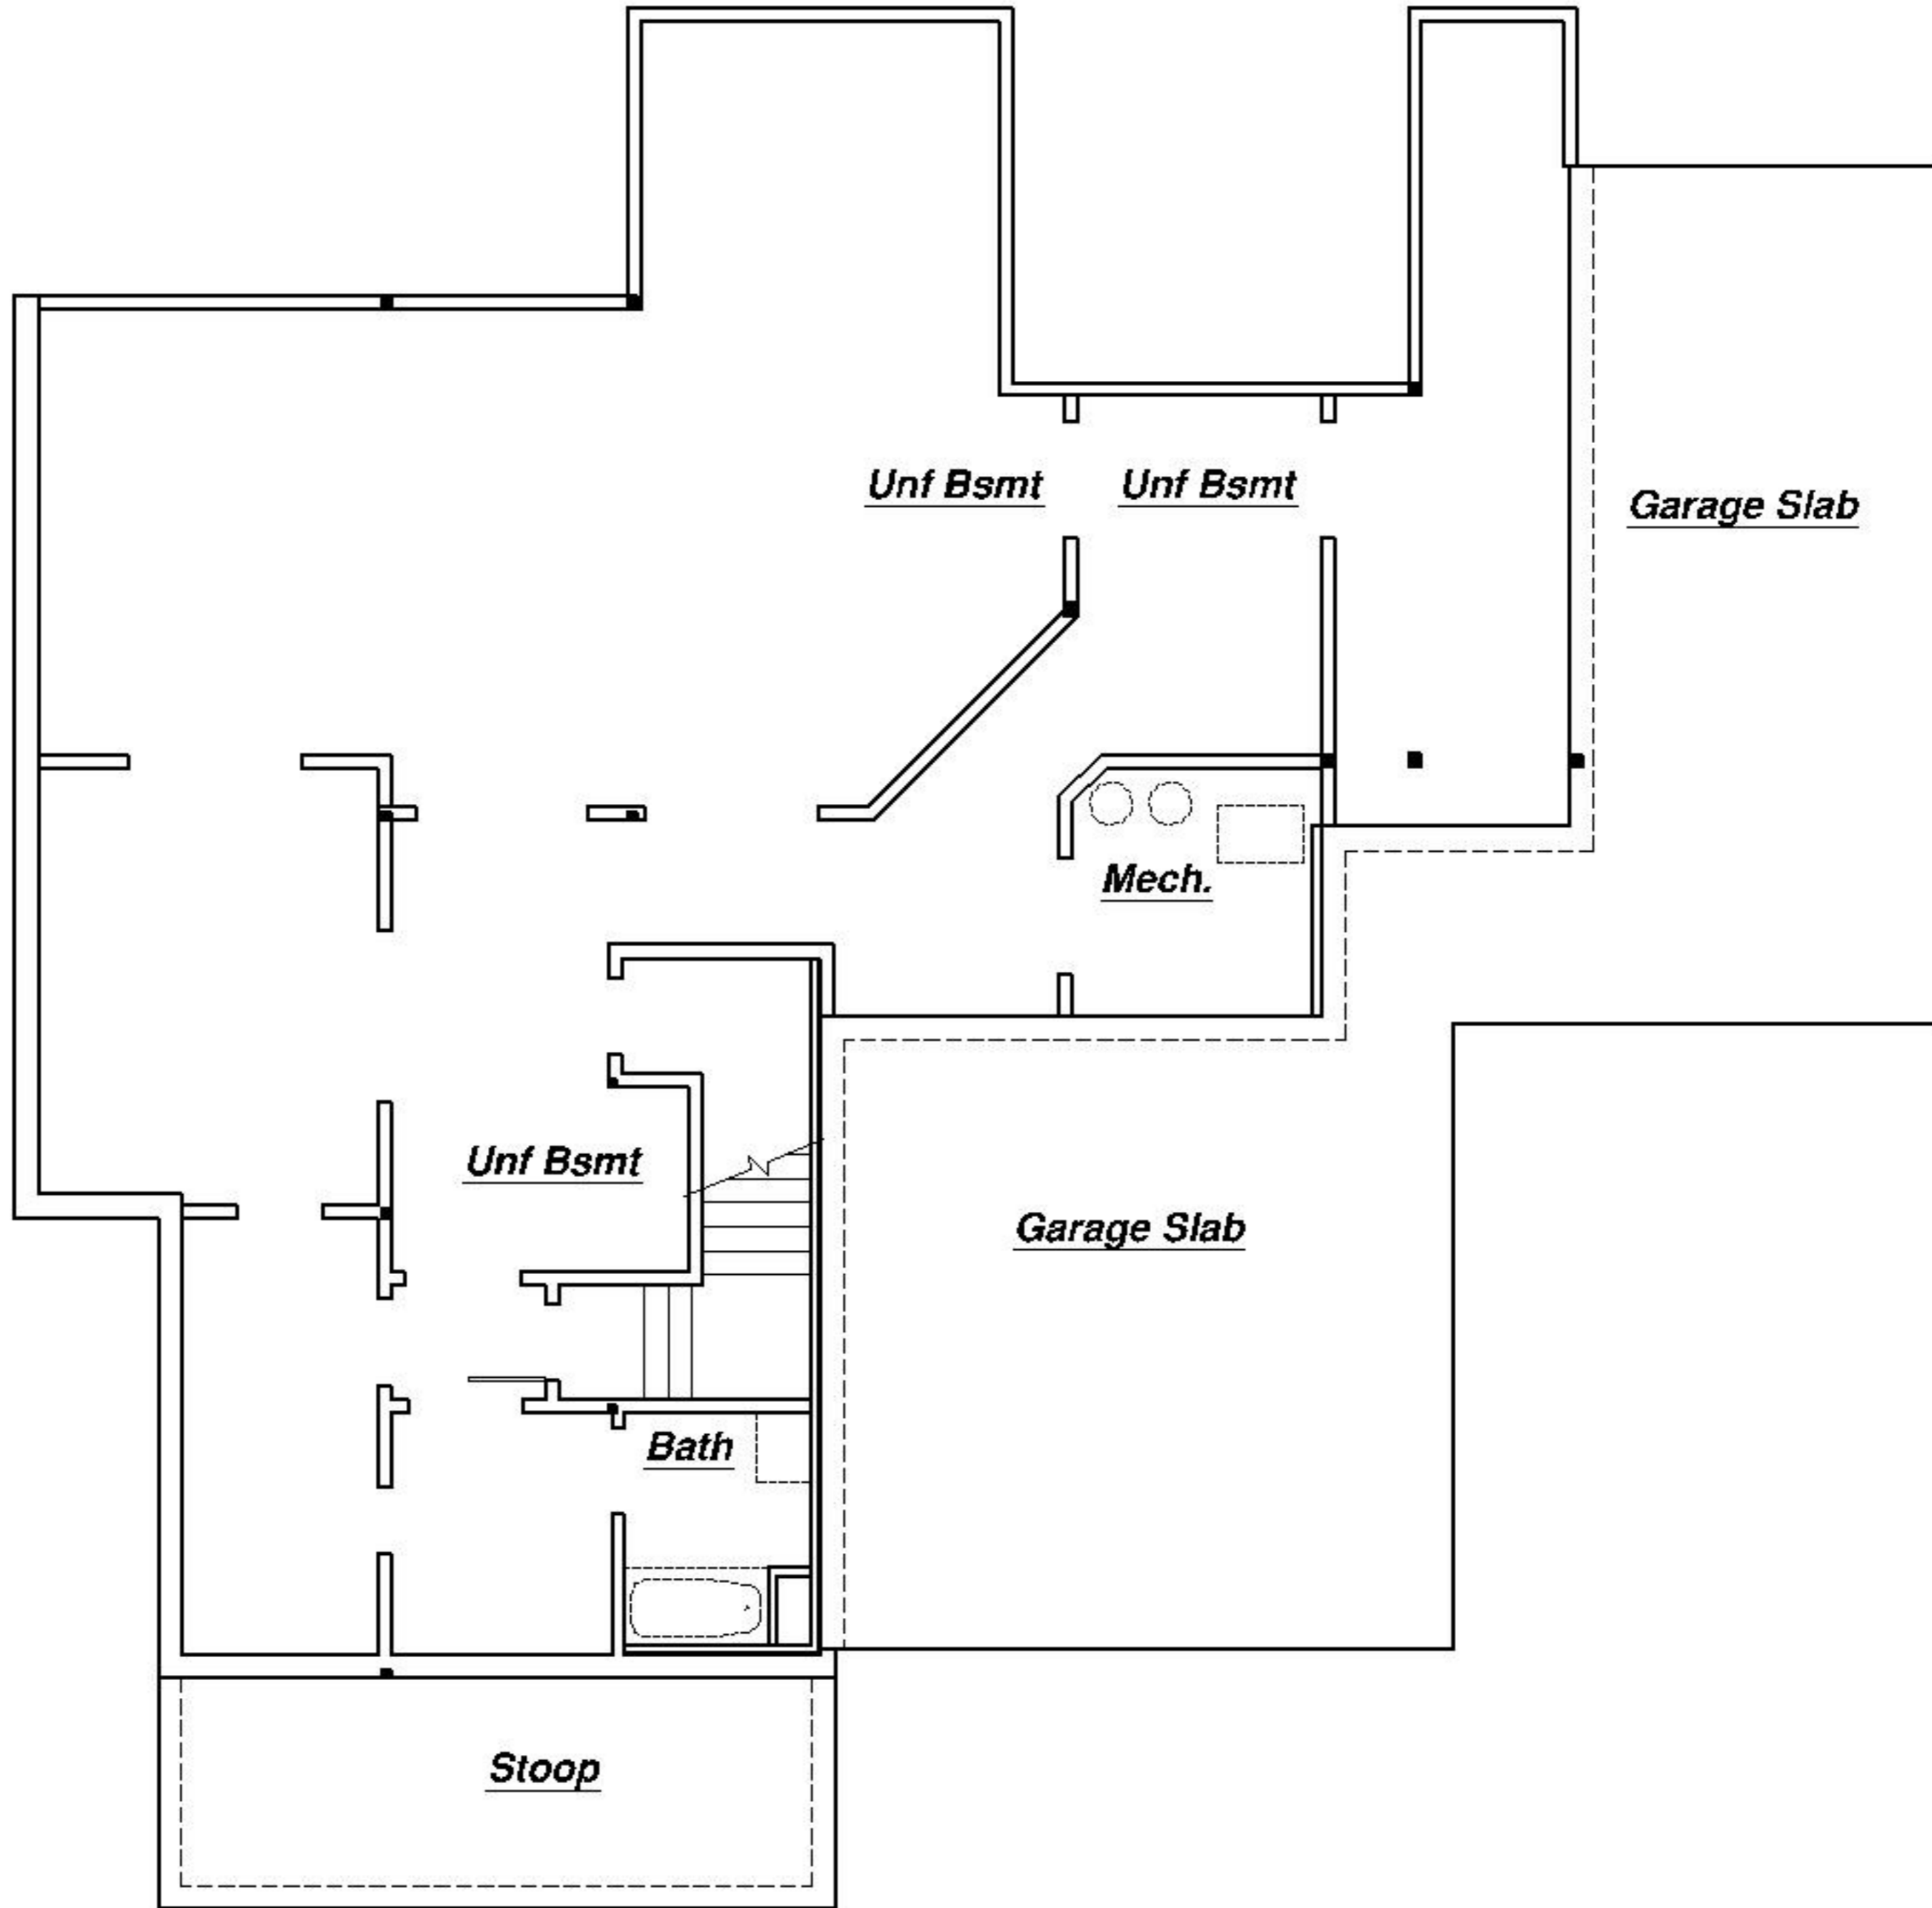 Unf Bsmt
Unf Bsmt
Garage Slab
Mech.
Unf Bsmt
Garage Slab
Bath
Stoop